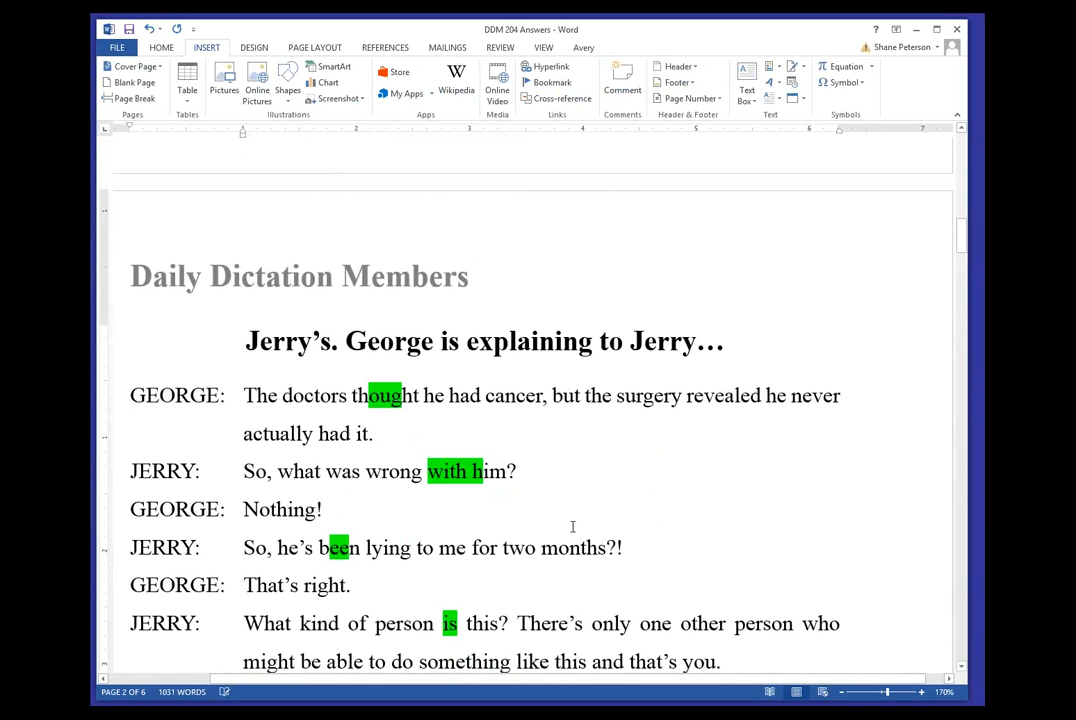 DDM 204 Answers - Word
Shane Peterson
FILE HOME INSERT DESIGN PAGE LAYOUT REFERENCES MAILINGS REVIEW VIEW Avery
Cover Page
Blank Page
Page Break
Pages
Table
Tables
Pictures
Online Pictures
Shapes
SmartArt
Chart
Screenshot
Illustrations
Store
My Apps
Wikipedia
Apps
Online Video
Media
Hyperlink
Bookmark
Cross-reference
Links
Comment
Comments
Header
Footer
Page Number
Header & Footer
Text Box
Text
Equation
Symbol
Symbols
1 2 3 4 5 6 7
Daily Dictation Members
Jerry’s. George is explaining to Jerry…
GEORGE: The doctors thought he had cancer, but the surgery revealed he never
actually had it.
JERRY: So, what was wrong with him?
GEORGE: Nothing!
JERRY: So, he’s been lying to me for two months?!
GEORGE: That’s right.
JERRY: What kind of person is this? There’s only one other person who
might be able to do something like this and that’s you.
PAGE 2 OF 6 1031 WORDS 170%